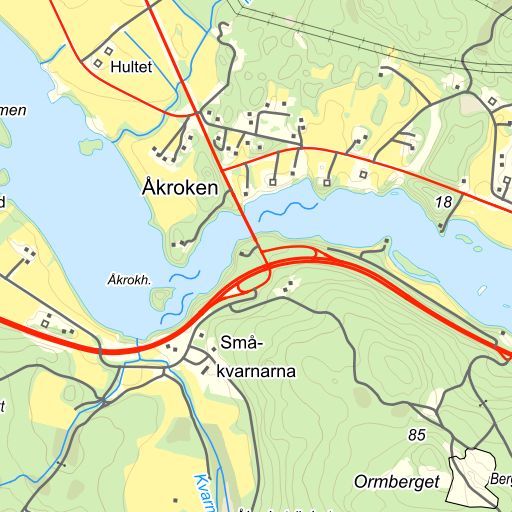 Hultet
Åkroken
18
Åkrokh.
Små-
kvarnarna
85
Ormberget